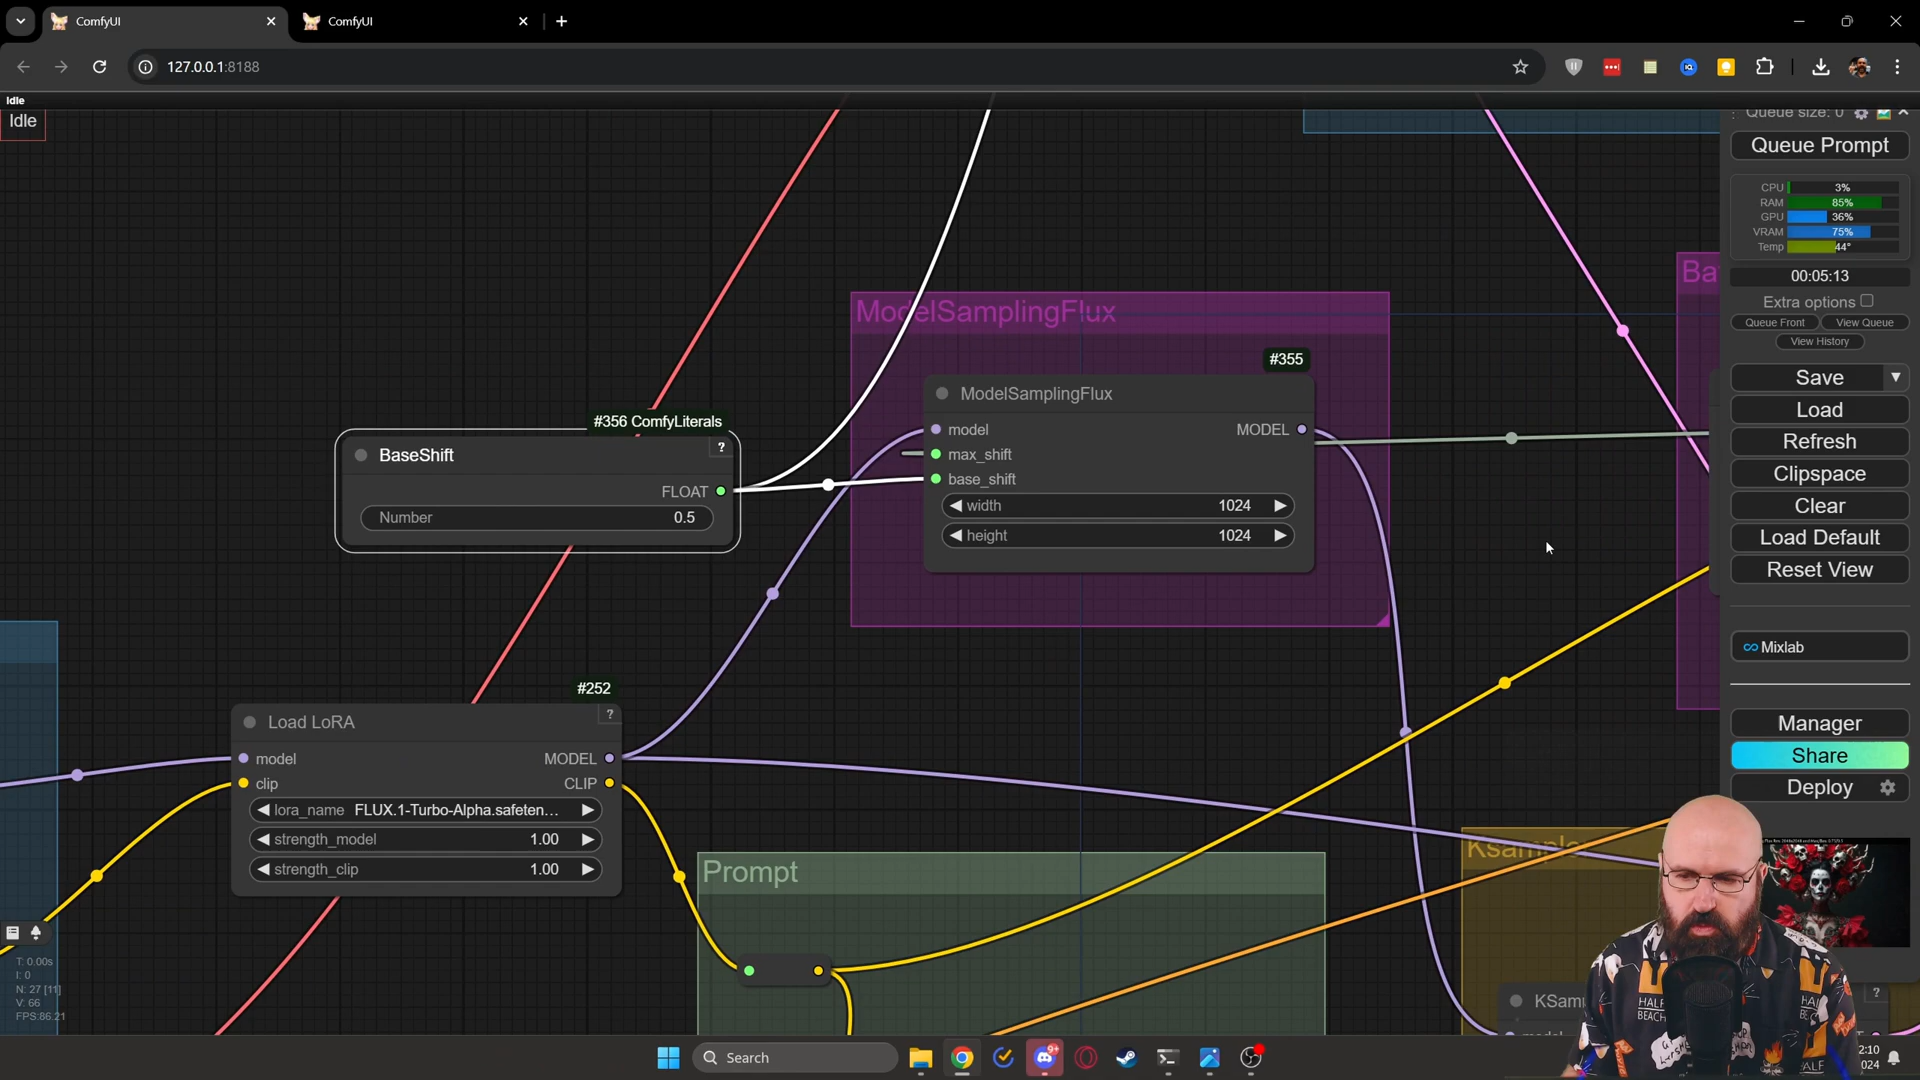 ComfyUI
ComfyUI
127.0.0.1:8188
Idle
Idle
Queue size: 0
Queue Prompt
CPU 3%
RAM 85%
GPU 36%
VRAM 75%
Temp 44°
00:05:13
Extra options
Queue Front
View Queue
View History
Save
Load
Refresh
Clipspace
Clear
Load Default
Reset View
Mixlab
Manager
Share
Deploy
ModelSamplingFlux
#355
ModelSamplingFlux
model
MODEL
max_shift
base_shift
width 1024
height 1024
#356 ComfyLiterals
BaseShift
?
FLOAT
Number 0.5
#252
Load LoRA
?
model
MODEL
clip
CLIP
lora_name FLUX.1-Turbo-Alpha.safeten...
strength_model 1.00
strength_clip 1.00
Prompt
T: 0.00s
I: 0
N: 27 [11]
V: 66
FPS:86.21
?
HALF
BEACH
Search
9+